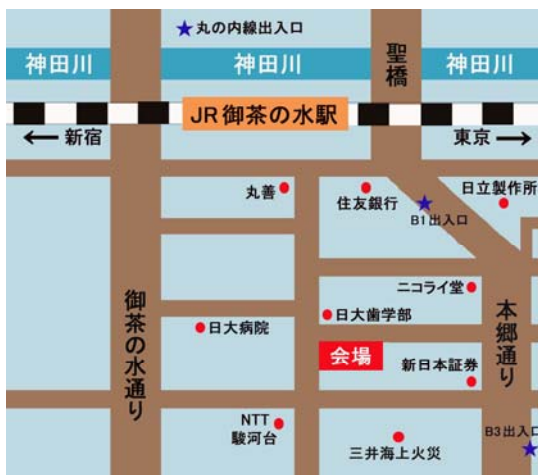 丸の内線出入口
神田川
神田川
聖橋
神田川
JR御茶の水駅
新宿
東京
丸善
住友銀行
日立製作所
B1出入口
御茶の水通り
ニコライ堂
本郷通り
日大歯学部
日大病院
会場
新日本証券
NTT
駿河台
三井海上火災
B3出入口